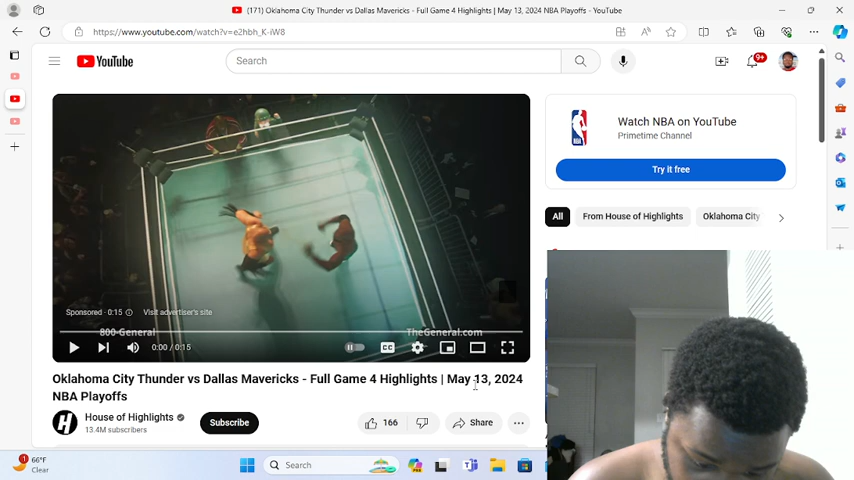 (171) Oklahoma City Thunder vs Dallas Mavericks - Full Game 4 Highlights | May 13, 2024 NBA Playoffs - YouTube
https://www.youtube.com/watch?v=e2hbh_K-iW8
YouTube
Search
9+
Watch NBA on YouTube
Primetime Channel
Try it free
All
From House of Highlights
Oklahoma City
Sponsored · 0:15
Visit advertiser's site
800-General
TheGeneral.com
0:00 / 0:15
CC
Oklahoma City Thunder vs Dallas Mavericks - Full Game 4 Highlights | May 13, 2024
NBA Playoffs
House of Highlights
13.4M subscribers
Subscribe
166
Share
1
66°F
Clear
Search